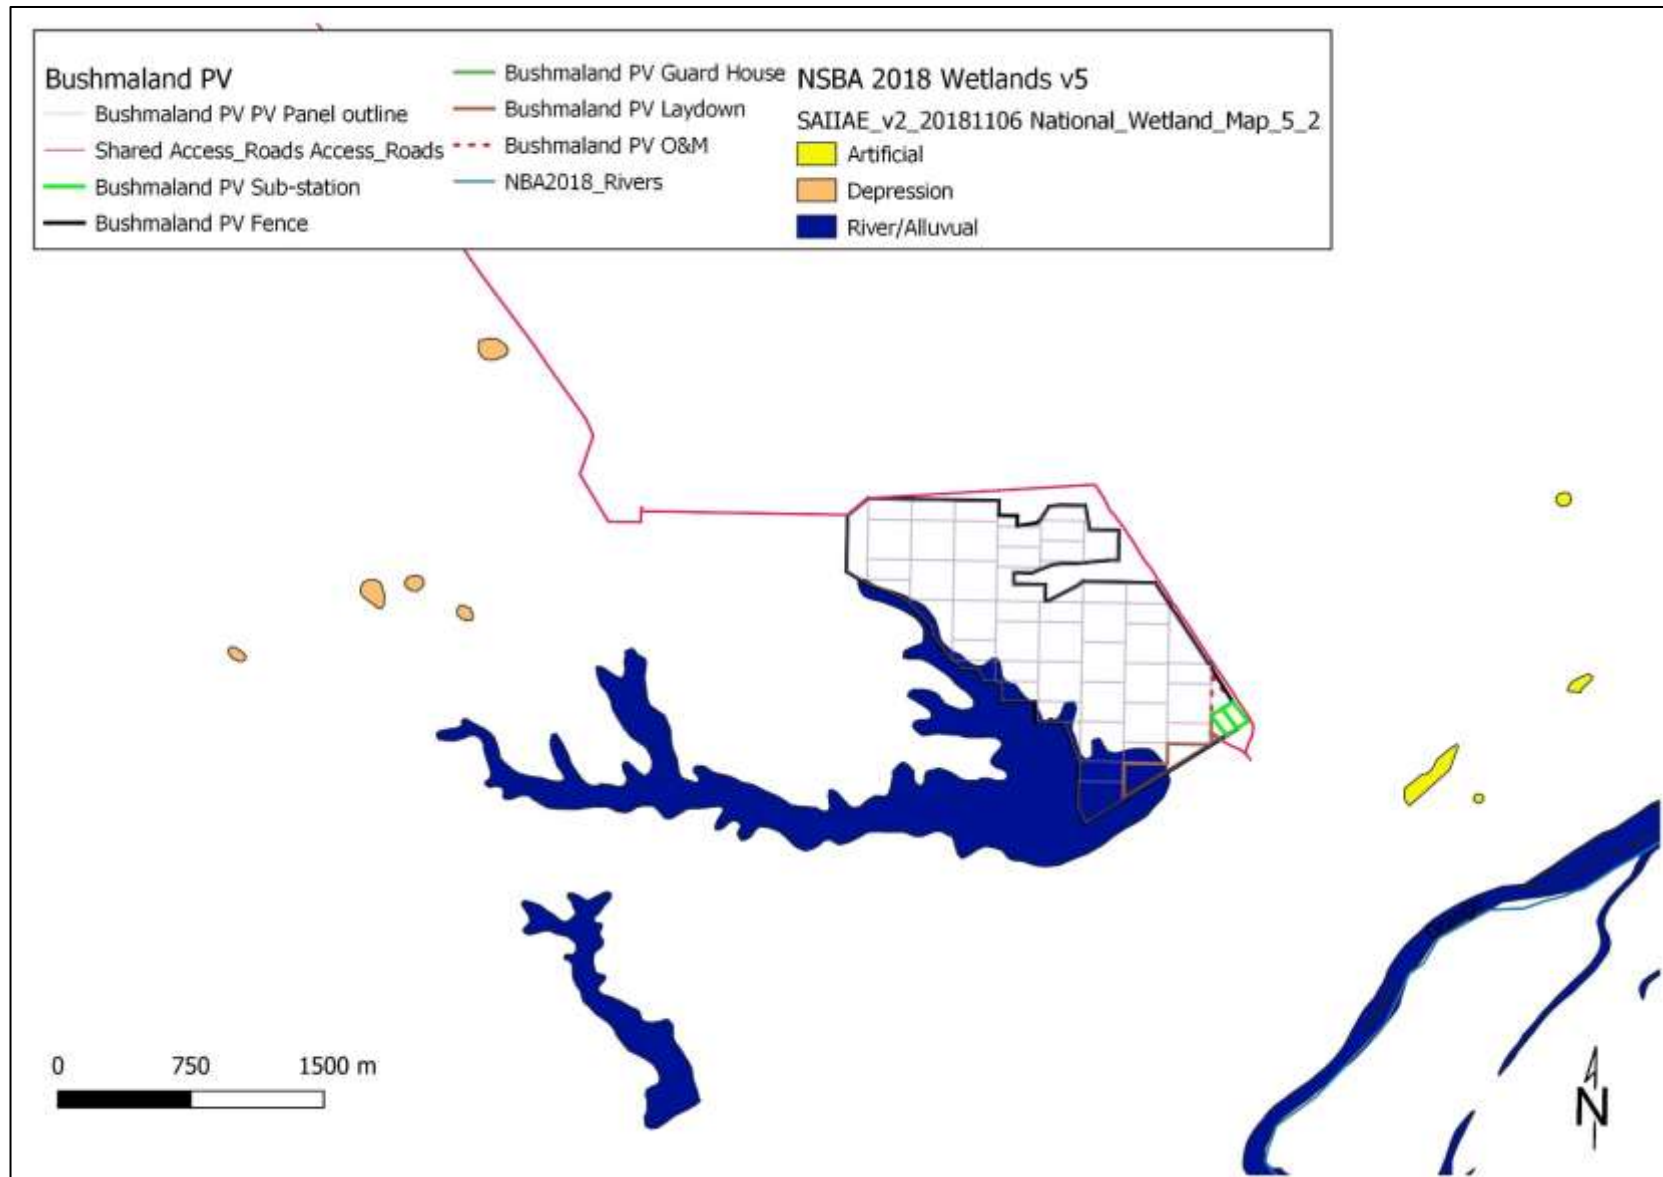 Bushmaland PV
Bushmaland PV PV Panel outline
Shared Access_Roads Access_Roads
Bushmaland PV Sub-station
Bushmaland PV Fence
Bushmaland PV Guard House
Bushmaland PV Laydown
Bushmaland PV O&M
NBA2018_Rivers
NSBA 2018 Wetlands v5
SAIIAE_v2_20181106 National_Wetland_Map_5_2
Artificial
Depression
River/Alluvual
0 750 1500 m
N